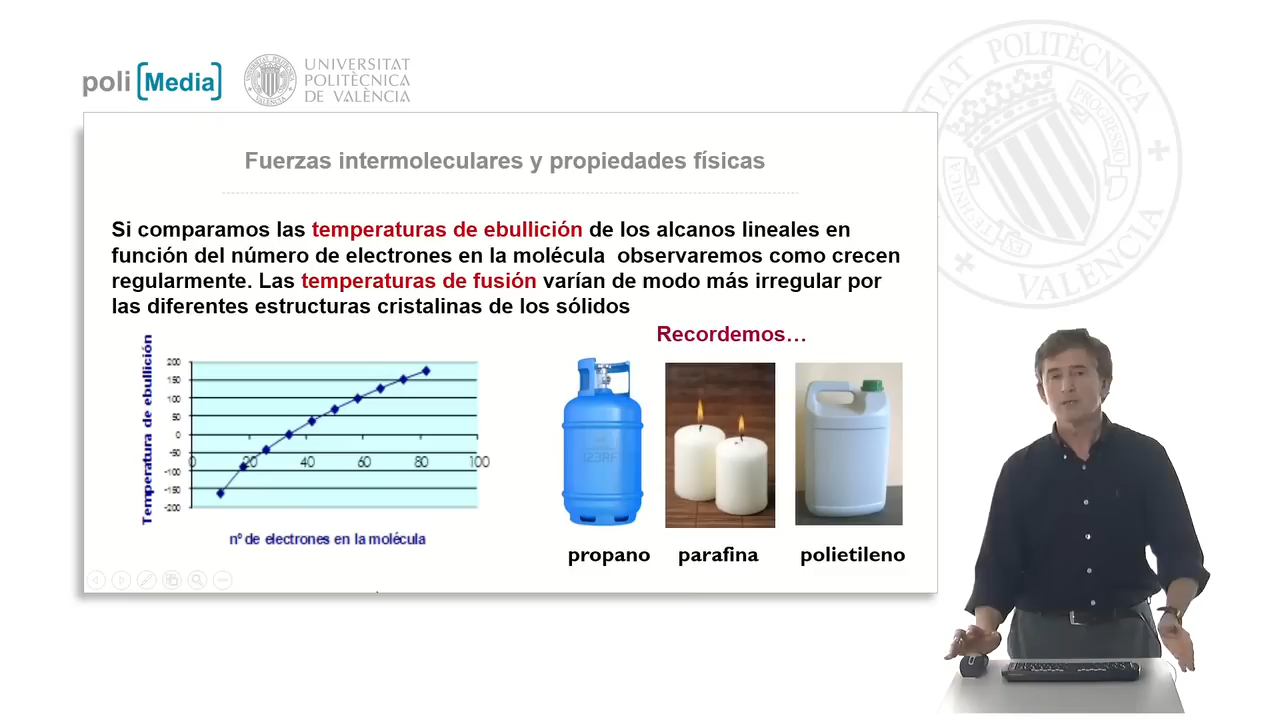 poli [Media]
UNIVERSITAT
POLITÈCNICA
DE VALÈNCIA
Fuerzas intermoleculares y propiedades físicas
Si comparamos las temperaturas de ebullición de los alcanos lineales en
función del número de electrones en la molécula observaremos como crecen
regularmente. Las temperaturas de fusión varían de modo más irregular por
las diferentes estructuras cristalinas de los sólidos
Recordemos…
Temperatura de ebullición
200
150
100
50
0
-50
-100
-150
-200
0 20 40 60 80 100
nº de electrones en la molécula
propano parafina polietileno